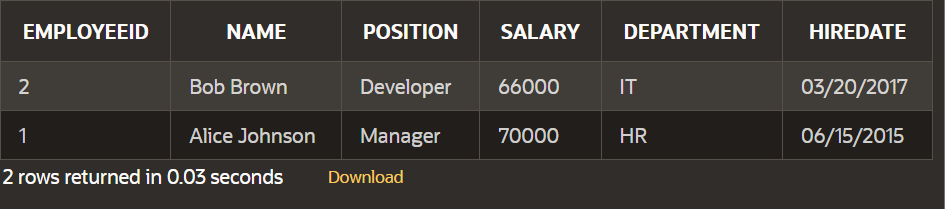 EMPLOYEEID NAME POSITION SALARY DEPARTMENT HIREDATE
2 Bob Brown Developer 66000 IT 03/20/2017
1 Alice Johnson Manager 70000 HR 06/15/2015
2 rows returned in 0.03 seconds Download